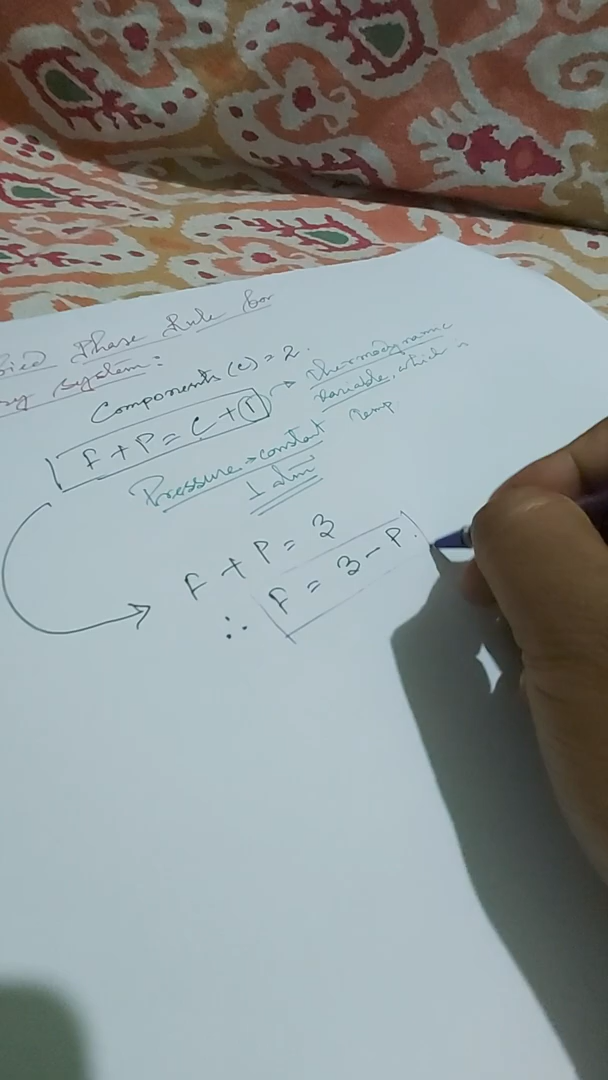 Phase Rule for
System:
Components (C) = 2.
F + P = C + 1 → Thermodynamic
variable, which is
Temp.
Pressure → constant
1 atm
F + P = 3
∴ F = 3 - P.